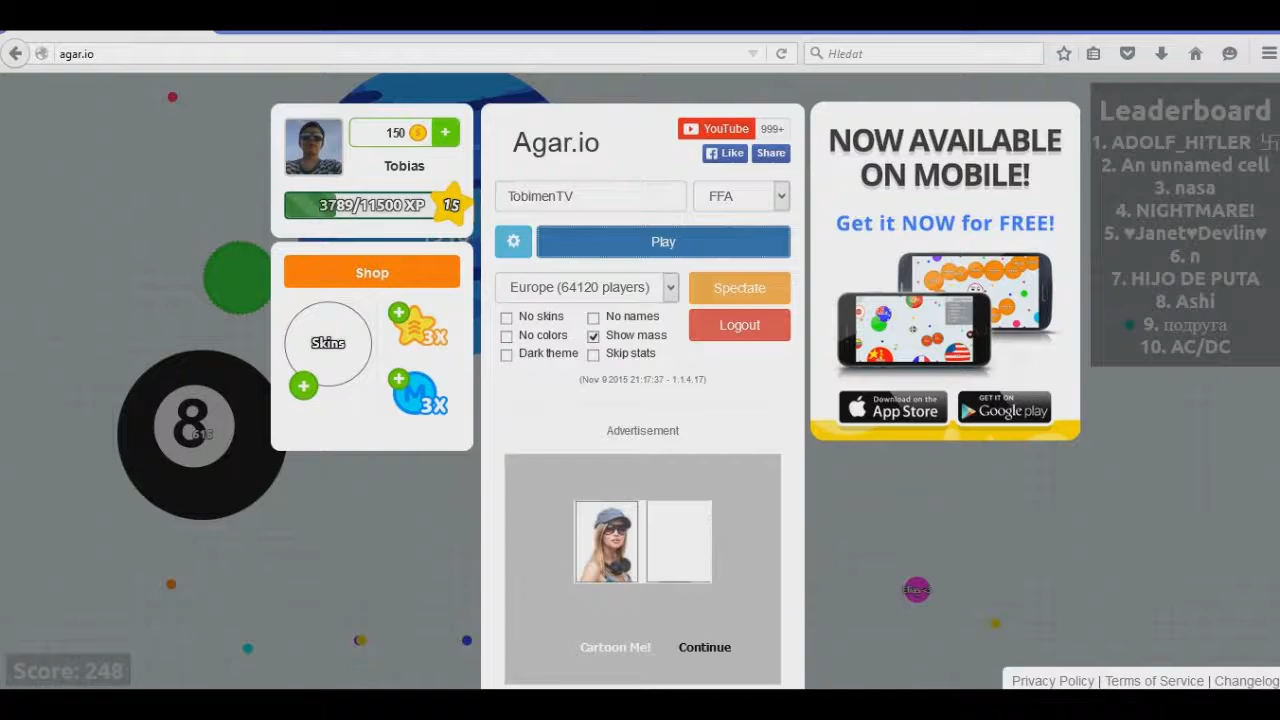 agar.io
Hledat
150
Tobias
3789/11500 XP
15
Shop
Skins
3X
M
3X
8
Agar.io
YouTube 999+
Like Share
TobimenTV
FFA
Play
Europe (64120 players)
Spectate
No skins
No names
No colors
Show mass
Dark theme
Skip stats
Logout
(Nov 9 2015 21:17:37 - 1.1.4.17)
Advertisement
Cartoon Me!
Continue
NOW AVAILABLE
ON MOBILE!
Get it NOW for FREE!
Download on the
App Store
GET IT ON
Google play
Leaderboard
1. ADOLF_HITLER 卐
2. An unnamed cell
3. nasa
4. NIGHTMARE!
5. ♥Janet♥Devlin♥
6. n
7. HIJO DE PUTA
8. Ashi
9. подруга
10. AC/DC
Score: 248
Privacy Policy | Terms of Service | Changelog